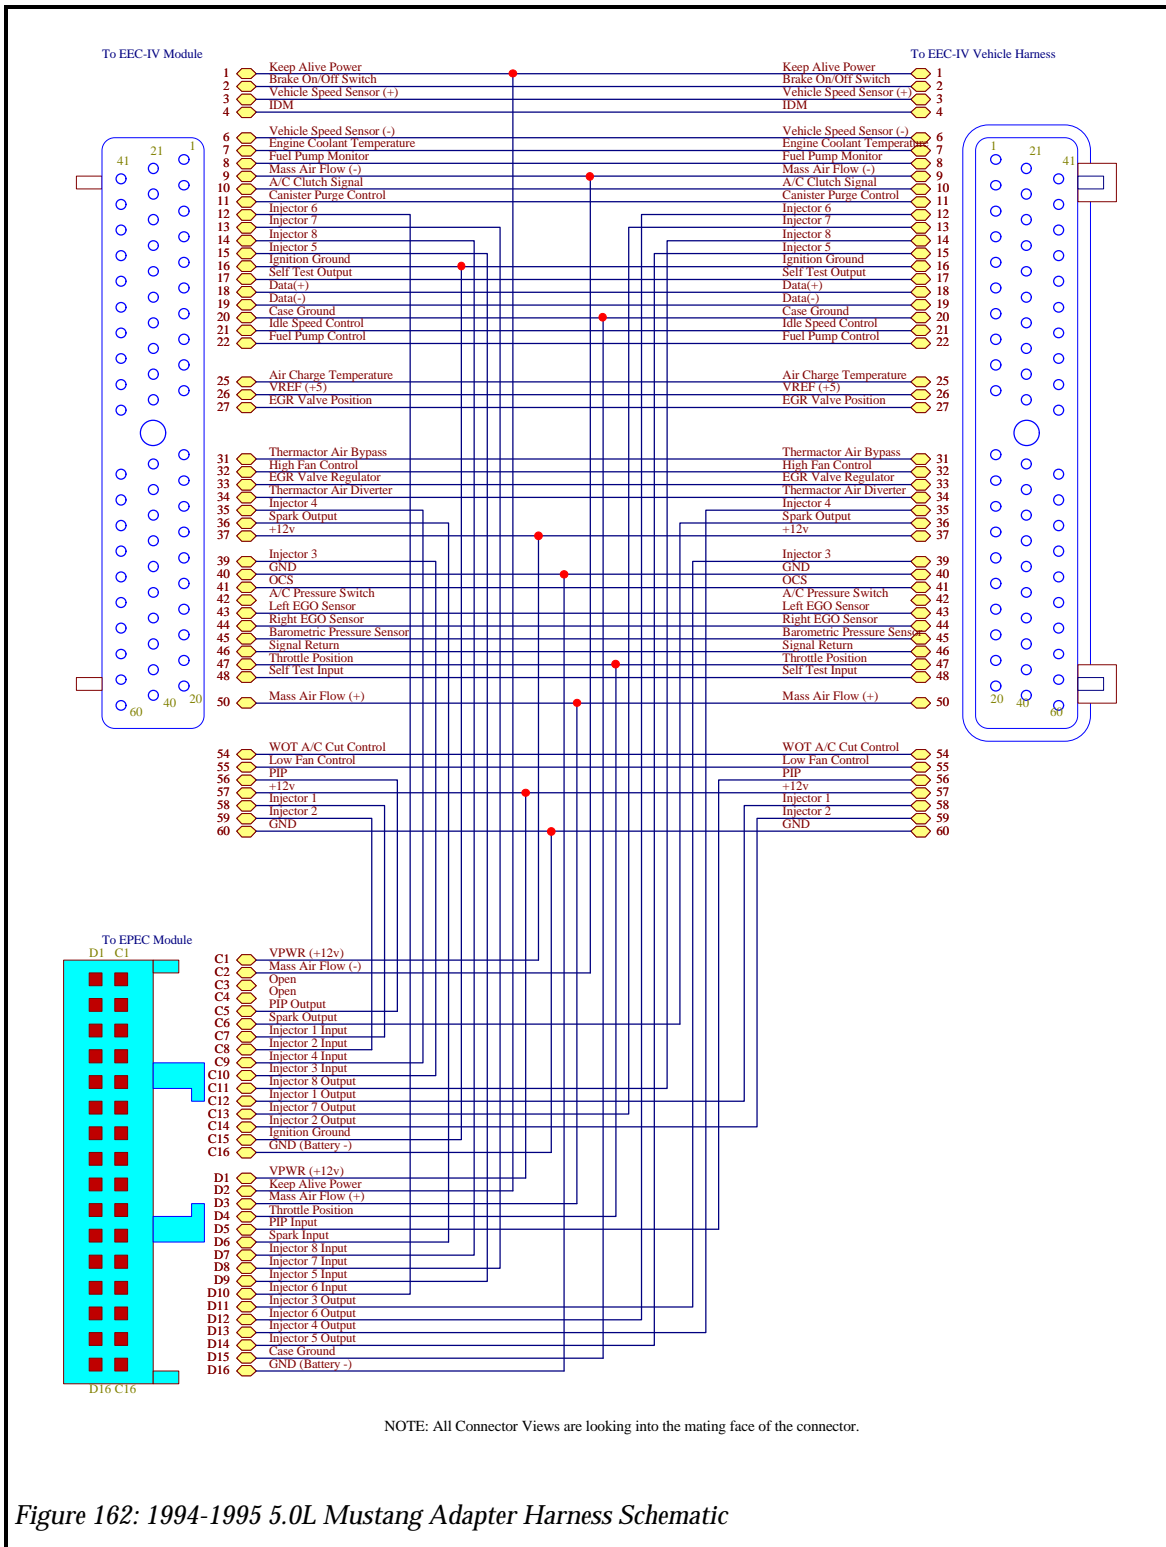 To EEC-IV Module
To EEC-IV Vehicle Harness
1 Keep Alive Power Keep Alive Power 1
2 Brake On/Off Switch Brake On/Off Switch 2
3 Vehicle Speed Sensor (+) Vehicle Speed Sensor (+) 3
4 IDM IDM 4
6 Vehicle Speed Sensor (-) Vehicle Speed Sensor (-) 6
7 Engine Coolant Temperature Engine Coolant Temperature 7
8 Fuel Pump Monitor Fuel Pump Monitor 8
9 Mass Air Flow (-) Mass Air Flow (-) 9
10 A/C Clutch Signal A/C Clutch Signal 10
11 Canister Purge Control Canister Purge Control 11
12 Injector 6 Injector 6 12
13 Injector 7 Injector 7 13
14 Injector 8 Injector 8 14
15 Injector 5 Injector 5 15
16 Ignition Ground Ignition Ground 16
17 Self Test Output Self Test Output 17
18 Data(+) Data(+) 18
19 Data(-) Data(-) 19
20 Case Ground Case Ground 20
21 Idle Speed Control Idle Speed Control 21
22 Fuel Pump Control Fuel Pump Control 22
25 Air Charge Temperature Air Charge Temperature 25
26 VREF (+5) VREF (+5) 26
27 EGR Valve Position EGR Valve Position 27
31 Thermactor Air Bypass Thermactor Air Bypass 31
32 High Fan Control High Fan Control 32
33 EGR Valve Regulator EGR Valve Regulator 33
34 Thermactor Air Diverter Thermactor Air Diverter 34
35 Injector 4 Injector 4 35
36 Spark Output Spark Output 36
37 +12v +12v 37
39 Injector 3 Injector 3 39
40 GND GND 40
41 OCS OCS 41
42 A/C Pressure Switch A/C Pressure Switch 42
43 Left EGO Sensor Left EGO Sensor 43
44 Right EGO Sensor Right EGO Sensor 44
45 Barometric Pressure Sensor Barometric Pressure Sensor 45
46 Signal Return Signal Return 46
47 Throttle Position Throttle Position 47
48 Self Test Input Self Test Input 48
50 Mass Air Flow (+) Mass Air Flow (+) 50
54 WOT A/C Cut Control WOT A/C Cut Control 54
55 Low Fan Control Low Fan Control 55
56 PIP PIP 56
57 +12v +12v 57
58 Injector 1 Injector 1 58
59 Injector 2 Injector 2 59
60 GND GND 60
41 21 1
60 40 20
1 21 41
20 40 60
To EPEC Module
D1 C1
D16 C16
C1 VPWR (+12v)
C2 Mass Air Flow (-)
C3 Open
C4 Open
C5 PIP Output
C6 Spark Output
C7 Injector 1 Input
C8 Injector 2 Input
C9 Injector 4 Input
C10 Injector 3 Input
C11 Injector 8 Output
C12 Injector 1 Output
C13 Injector 7 Output
C14 Injector 2 Output
C15 Ignition Ground
C16 GND (Battery -)
D1 VPWR (+12v)
D2 Keep Alive Power
D3 Mass Air Flow (+)
D4 Throttle Position
D5 PIP Input
D6 Spark Input
D7 Injector 8 Input
D8 Injector 7 Input
D9 Injector 5 Input
D10 Injector 6 Input
D11 Injector 3 Output
D12 Injector 6 Output
D13 Injector 4 Output
D14 Injector 5 Output
D15 Case Ground
D16 GND (Battery -)
NOTE: All Connector Views are looking into the mating face of the connector.
Figure 162: 1994-1995 5.0L Mustang Adapter Harness Schematic